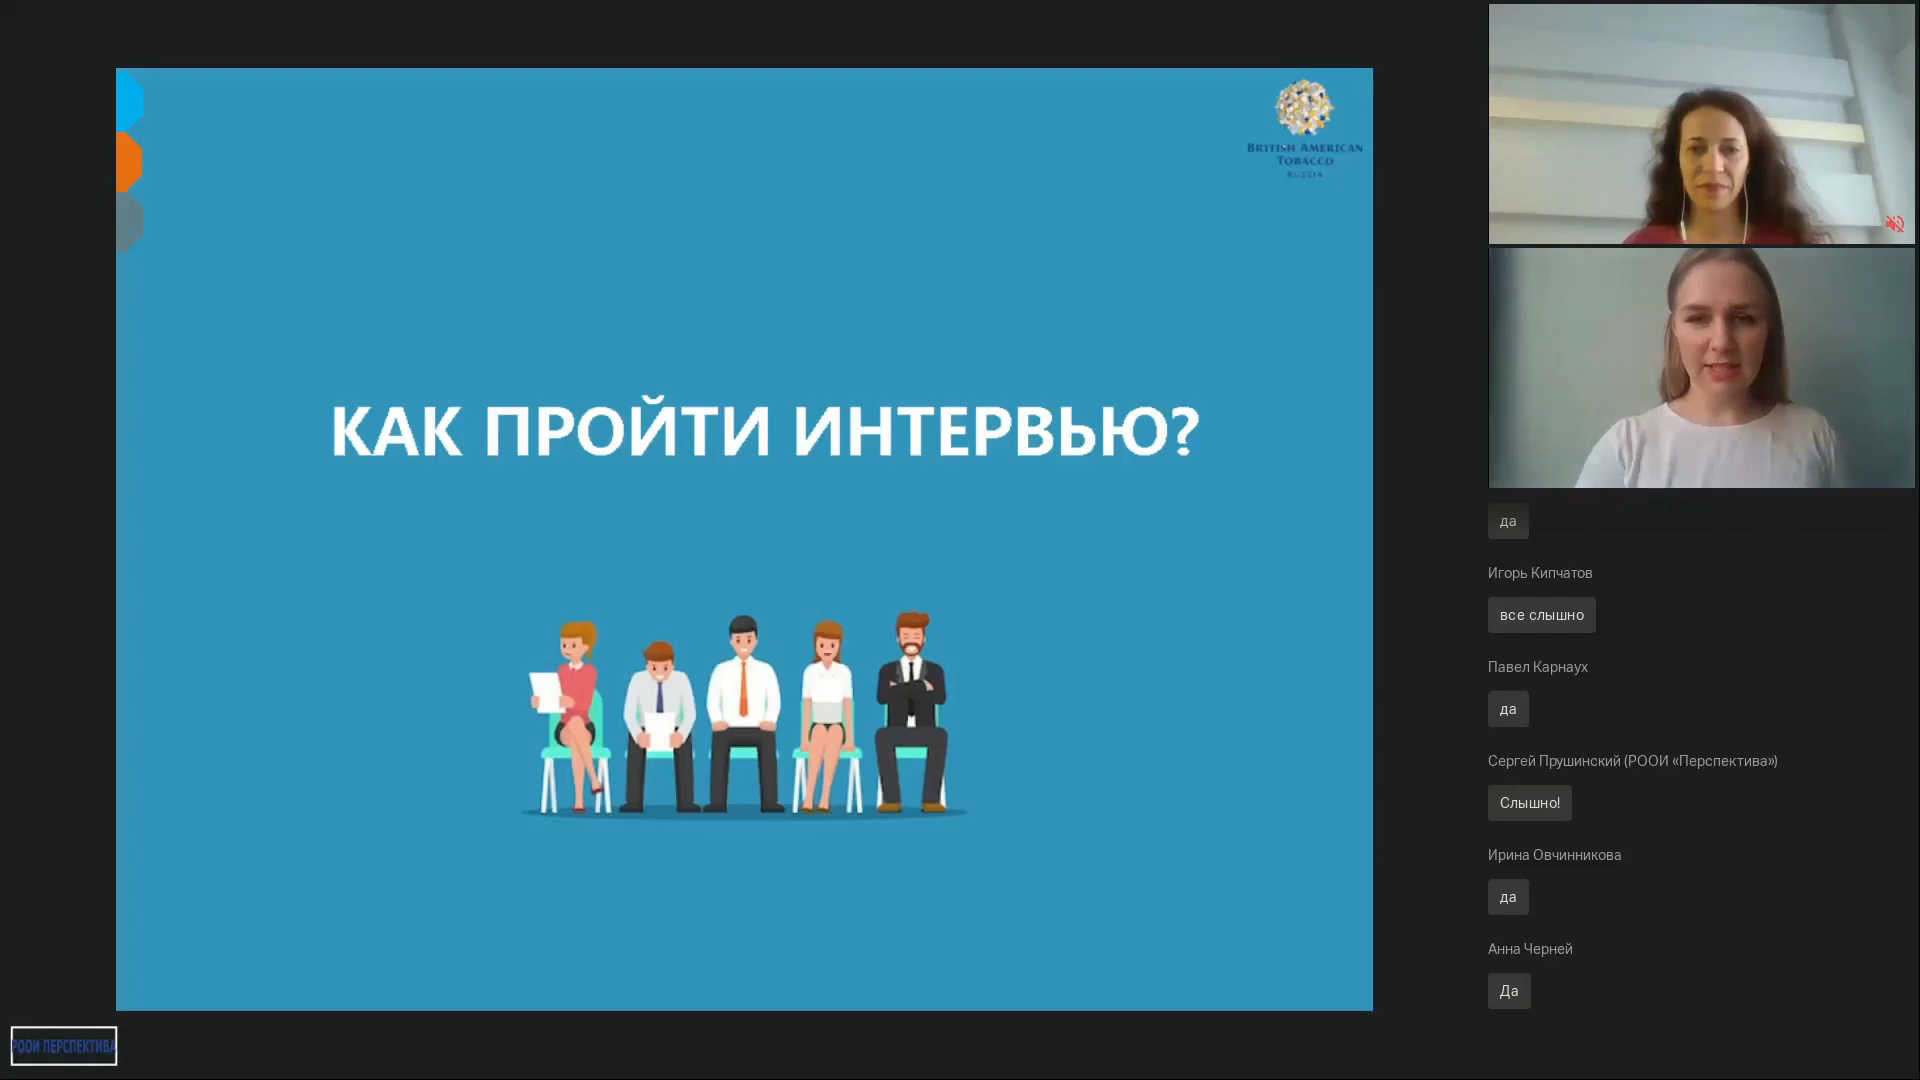 BRITISH AMERICAN
TOBACCO
RUSSIA
КАК ПРОЙТИ ИНТЕРВЬЮ?
да
Игорь Кипчатов
все слышно
Павел Карнаух
да
Сергей Прушинский (РООИ «Перспектива»)
Слышно!
Ирина Овчинникова
да
Анна Черней
Да
РООИ ПЕРСПЕКТИВА